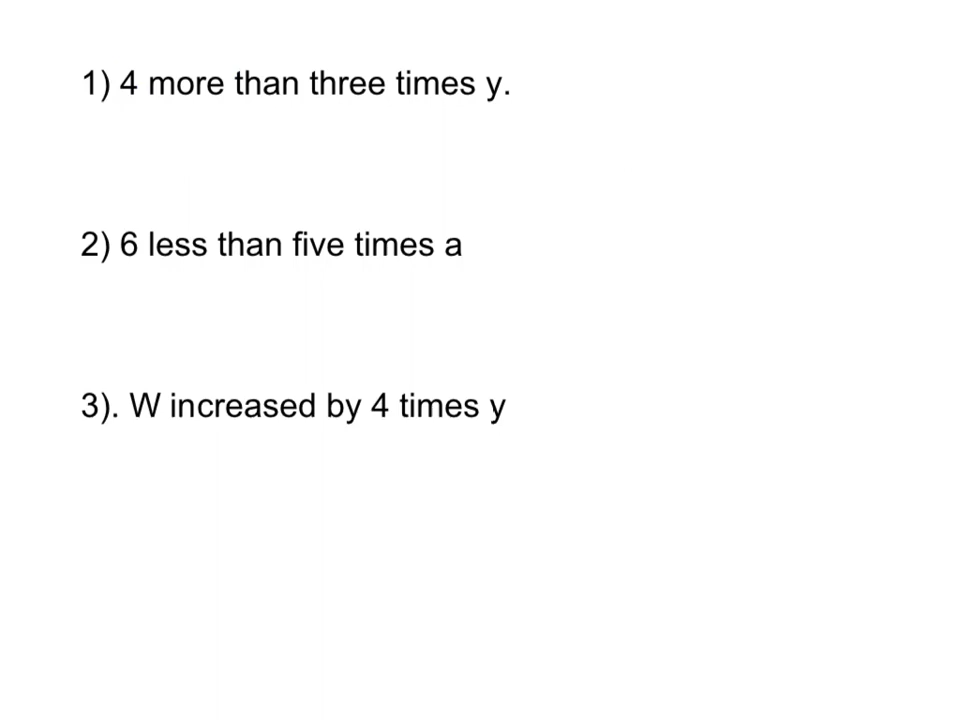 1) 4 more than three times y.
2) 6 less than five times a
3). W increased by 4 times y